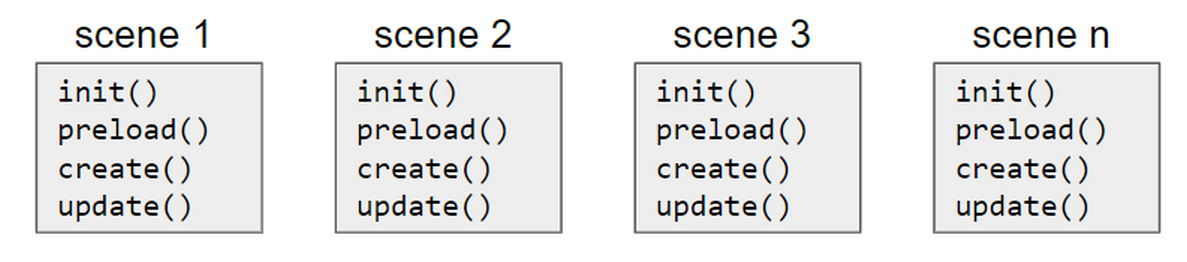 scene 1
init()
preload()
create()
update()
scene 2
init()
preload()
create()
update()
scene 3
init()
preload()
create()
update()
scene n
init()
preload()
create()
update()